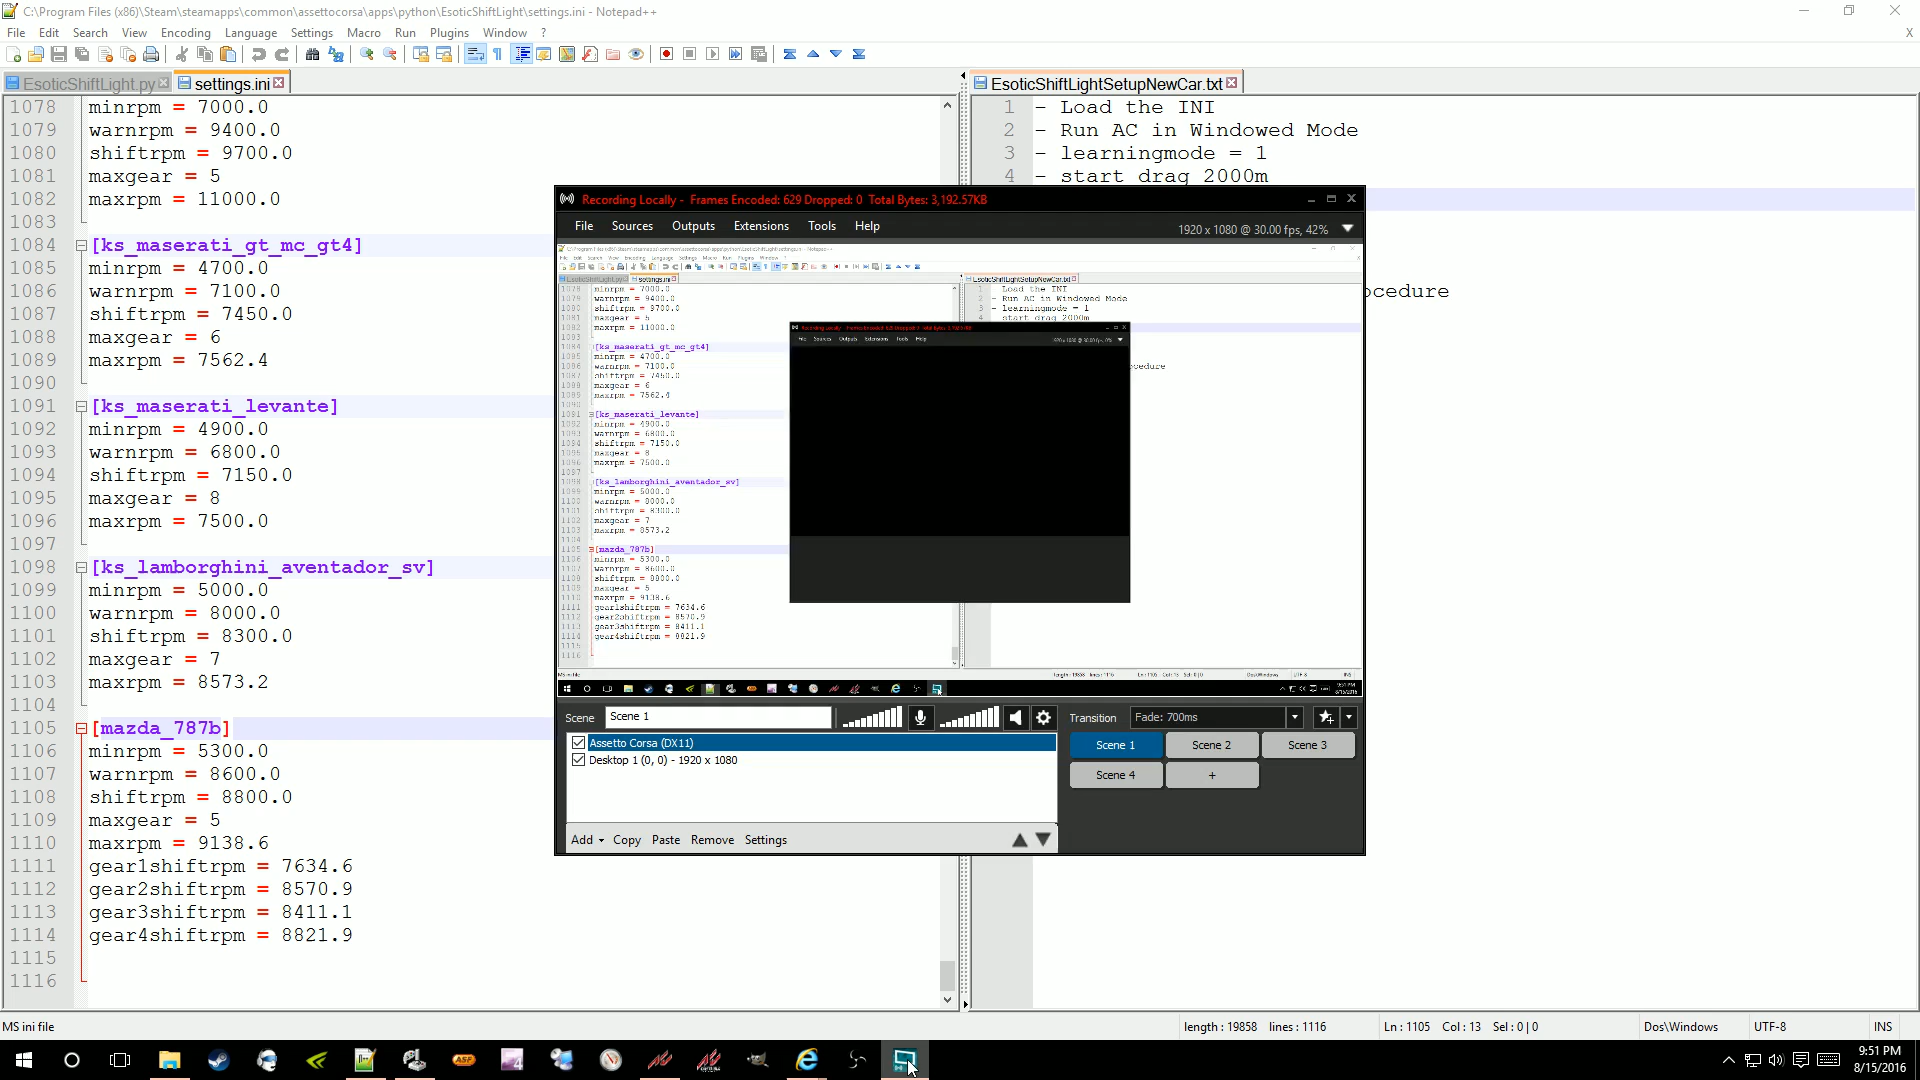 C:\Program Files (x86)\Steam\steamapps\common\assettocorsa\apps\python\EsoticShiftLight\settings.ini - Notepad++
File Edit Search View Encoding Language Settings Macro Run Plugins Window ? X
EsoticShiftLight.py settings.ini
1078 minrpm = 7000.0
1079 warnrpm = 9400.0
1080 shiftrpm = 9700.0
1081 maxgear = 5
1082 maxrpm = 11000.0
1083
1084 [ks_maserati_gt_mc_gt4]
1085 minrpm = 4700.0
1086 warnrpm = 7100.0
1087 shiftrpm = 7450.0
1088 maxgear = 6
1089 maxrpm = 7562.4
1090
1091 [ks_maserati_levante]
1092 minrpm = 4900.0
1093 warnrpm = 6800.0
1094 shiftrpm = 7150.0
1095 maxgear = 8
1096 maxrpm = 7500.0
1097
1098 [ks_lamborghini_aventador_sv]
1099 minrpm = 5000.0
1100 warnrpm = 8000.0
1101 shiftrpm = 8300.0
1102 maxgear = 7
1103 maxrpm = 8573.2
1104
1105 [mazda_787b]
1106 minrpm = 5300.0
1107 warnrpm = 8600.0
1108 shiftrpm = 8800.0
1109 maxgear = 5
1110 maxrpm = 9138.6
1111 gear1shiftrpm = 7634.6
1112 gear2shiftrpm = 8570.9
1113 gear3shiftrpm = 8411.1
1114 gear4shiftrpm = 8821.9
1115
1116
EsoticShiftLightSetupNewCar.txt
1 - Load the INI
2 - Run AC in Windowed Mode
3 - learningmode = 1
4 - start drag 2000m
ocedure
Recording Locally - Frames Encoded: 629 Dropped: 0 Total Bytes: 3,192.57KB
File Sources Outputs Extensions Tools Help
1920 x 1080 @ 30.00 fps, 42%
Scene Scene 1
Assetto Corsa (DX11)
Desktop 1 (0, 0) - 1920 x 1080
Add Copy Paste Remove Settings
Transition Fade: 700ms
Scene 1 Scene 2 Scene 3
Scene 4 +
MS ini file
length : 19858 lines : 1116 Ln : 1105 Col : 13 Sel : 0 | 0 Dos\Windows UTF-8 INS
9:51 PM
8/15/2016